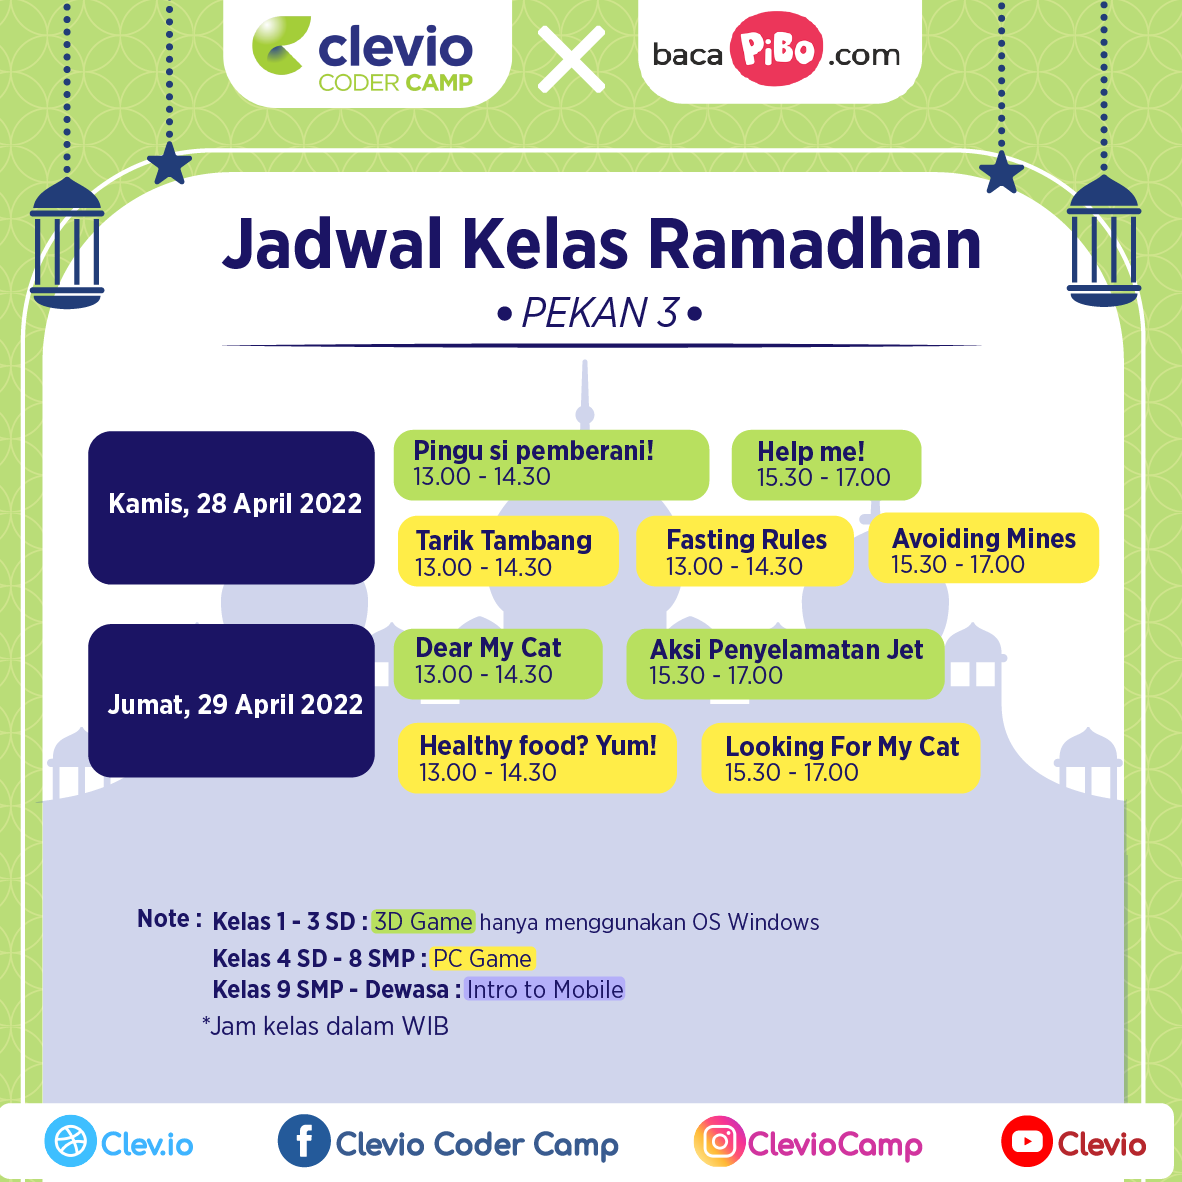 clevio
CODER CAMP
baca PiBo .com
Jadwal Kelas Ramadhan
• PEKAN 3 •
Kamis, 28 April 2022
Pingu si pemberani!
13.00 - 14.30
Help me!
15.30 - 17.00
Tarik Tambang
13.00 - 14.30
Fasting Rules
13.00 - 14.30
Avoiding Mines
15.30 - 17.00
Jumat, 29 April 2022
Dear My Cat
13.00 - 14.30
Aksi Penyelamatan Jet
15.30 - 17.00
Healthy food? Yum!
13.00 - 14.30
Looking For My Cat
15.30 - 17.00
Note : Kelas 1 - 3 SD : 3D Game hanya menggunakan OS Windows
Kelas 4 SD - 8 SMP : PC Game
Kelas 9 SMP - Dewasa : Intro to Mobile
*Jam kelas dalam WIB
Clev.io
Clevio Coder Camp
ClevioCamp
Clevio